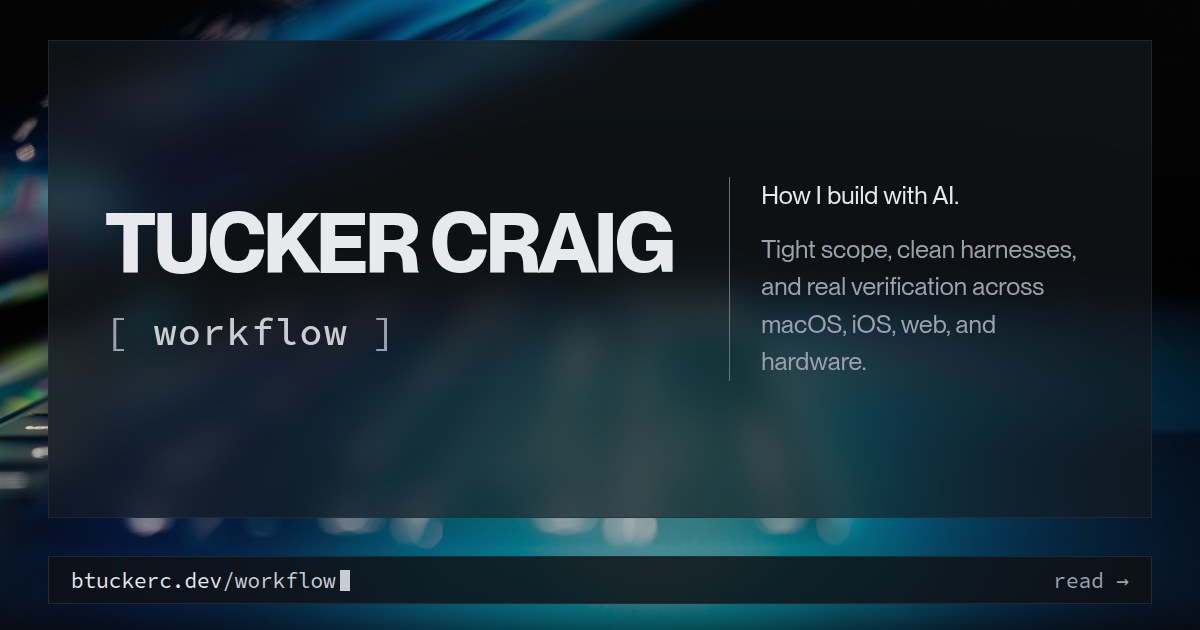 TUCKER CRAIG
[ workflow ]
How I build with AI.
Tight scope, clean harnesses,
and real verification across
macOS, iOS, web, and
hardware.
btuckerc.dev/workflow
read →